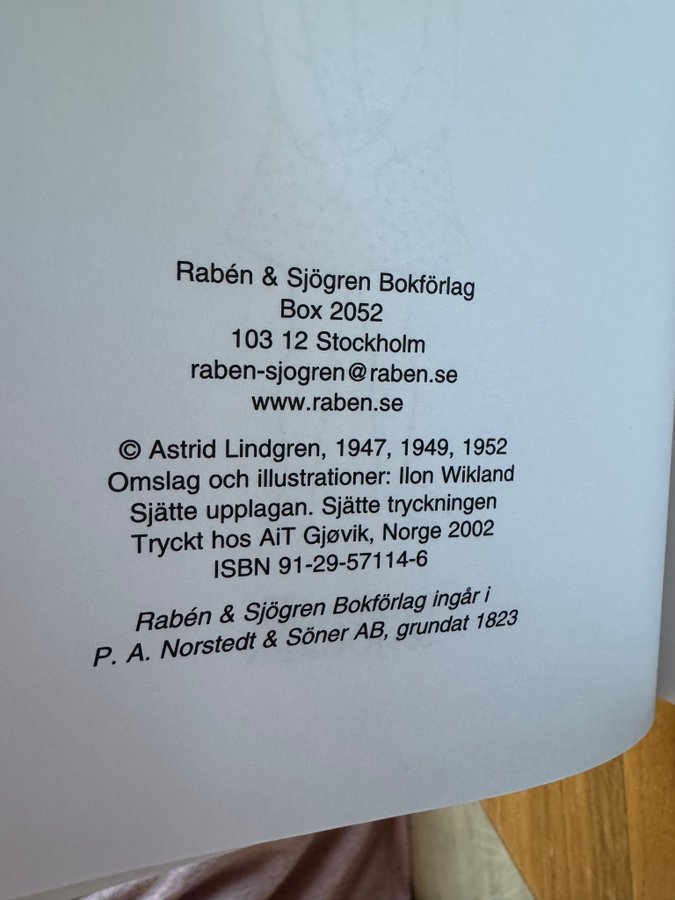 Rabén & Sjögren Bokförlag
Box 2052
103 12 Stockholm
raben-sjogren@raben.se
www.raben.se
© Astrid Lindgren, 1947, 1949, 1952
Omslag och illustrationer: Ilon Wikland
Sjätte upplagan. Sjätte tryckningen
Tryckt hos AiT Gjøvik, Norge 2002
ISBN 91-29-57114-6
Rabén & Sjögren Bokförlag ingår i
P. A. Norstedt & Söner AB, grundat 1823